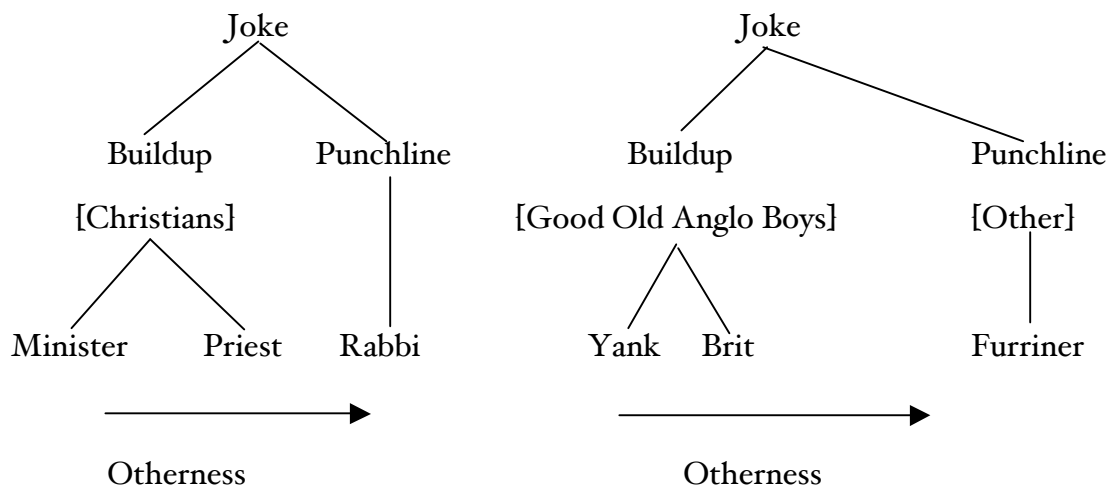 Joke
Buildup Punchline
[Christians]
Minister Priest Rabbi
Otherness
Joke
Buildup Punchline
[Good Old Anglo Boys] [Other]
Yank Brit Furriner
Otherness